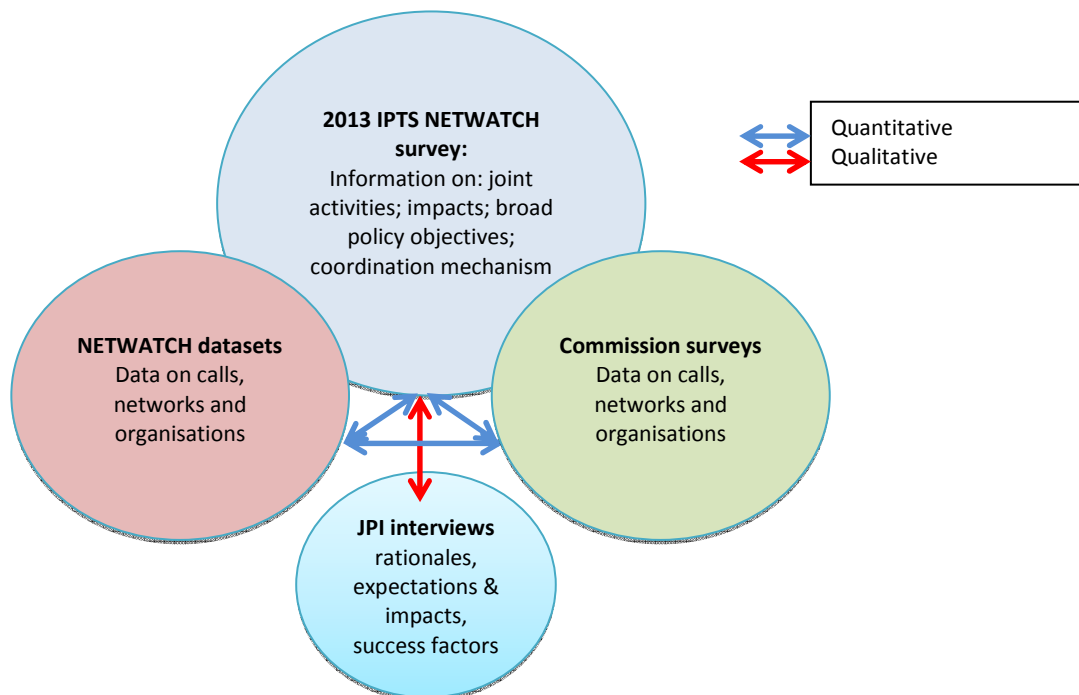 2013 IPTS NETWATCH
survey:
Information on: joint
activities; impacts; broad
policy objectives;
coordination mechanism
Quantitative
Qualitative
NETWATCH datasets
Data on calls,
networks and
organisations
Commission surveys
Data on calls,
networks and
organisations
JPI interviews
rationales,
expectations &
impacts,
success factors